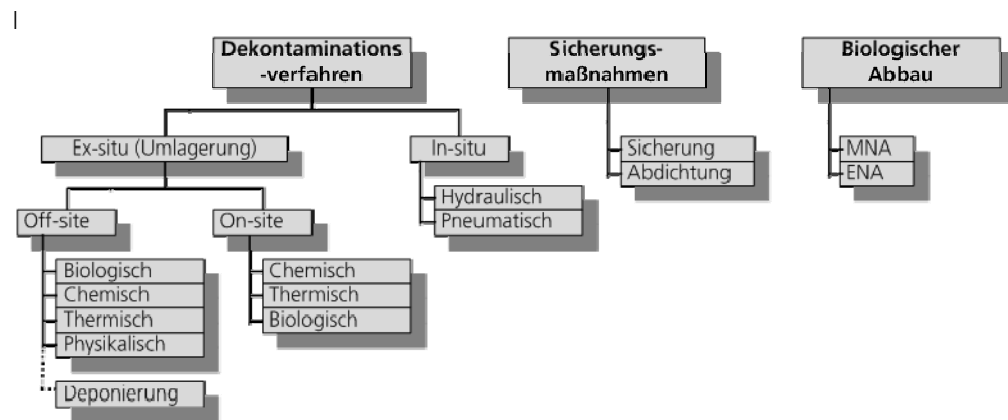 Dekontaminations
-verfahren
Sicherungs-
maßnahmen
Biologischer
Abbau
Ex-situ (Umlagerung)
In-situ
Sicherung
Abdichtung
MNA
ENA
Hydraulisch
Pneumatisch
Off-site
On-site
Biologisch
Chemisch
Thermisch
Physikalisch
Deponierung
Chemisch
Thermisch
Biologisch